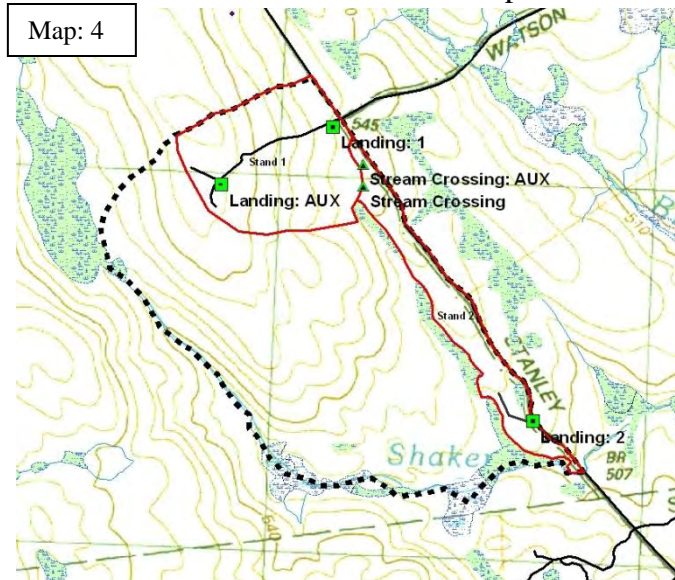 Map: 4
WATSON
545
Landing: 1
Stand 1
Stream Crossing: AUX
Landing: AUX
Stream Crossing
510
Stand 2
STANLEY
Landing: 2
Shaker
BR
507
540